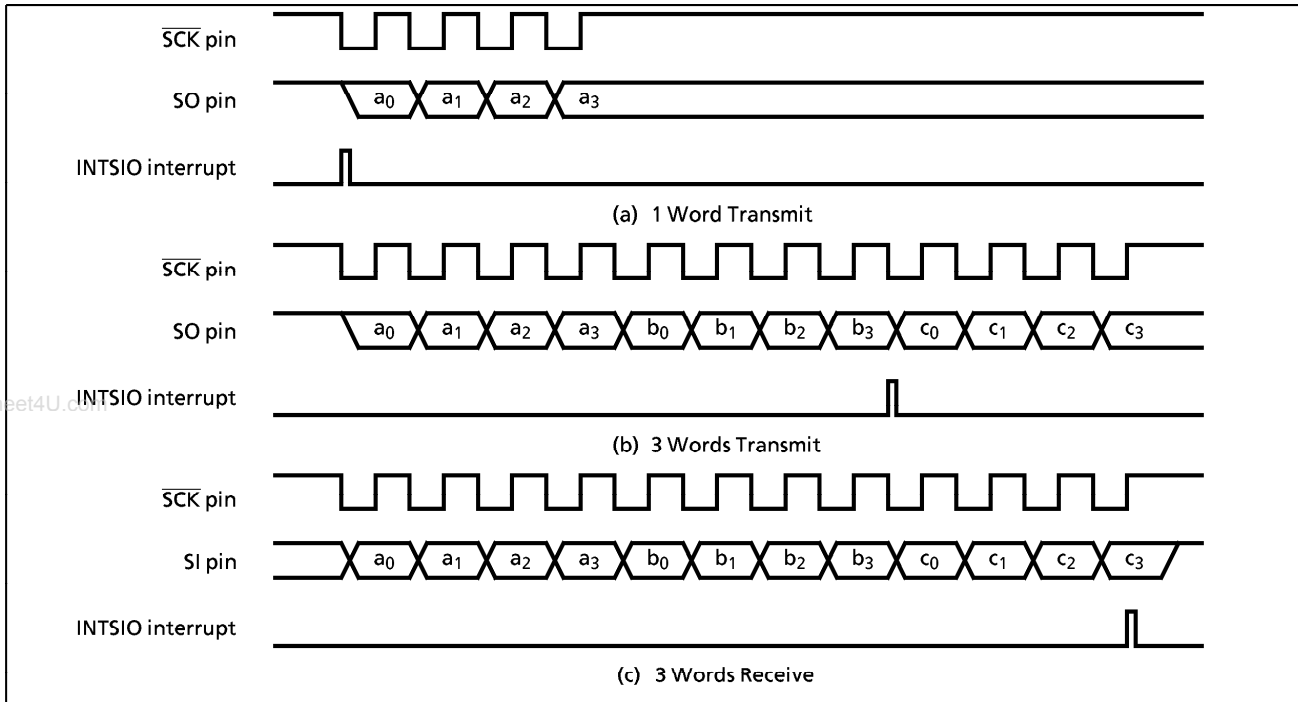 SCK pin
SO pin
a0 a1 a2 a3
INTSIO interrupt
(a) 1 Word Transmit
SCK pin
SO pin
a0 a1 a2 a3 b0 b1 b2 b3 c0 c1 c2 c3
INTSIO interrupt
eet4U.com
(b) 3 Words Transmit
SCK pin
SI pin
a0 a1 a2 a3 b0 b1 b2 b3 c0 c1 c2 c3
INTSIO interrupt
(c) 3 Words Receive